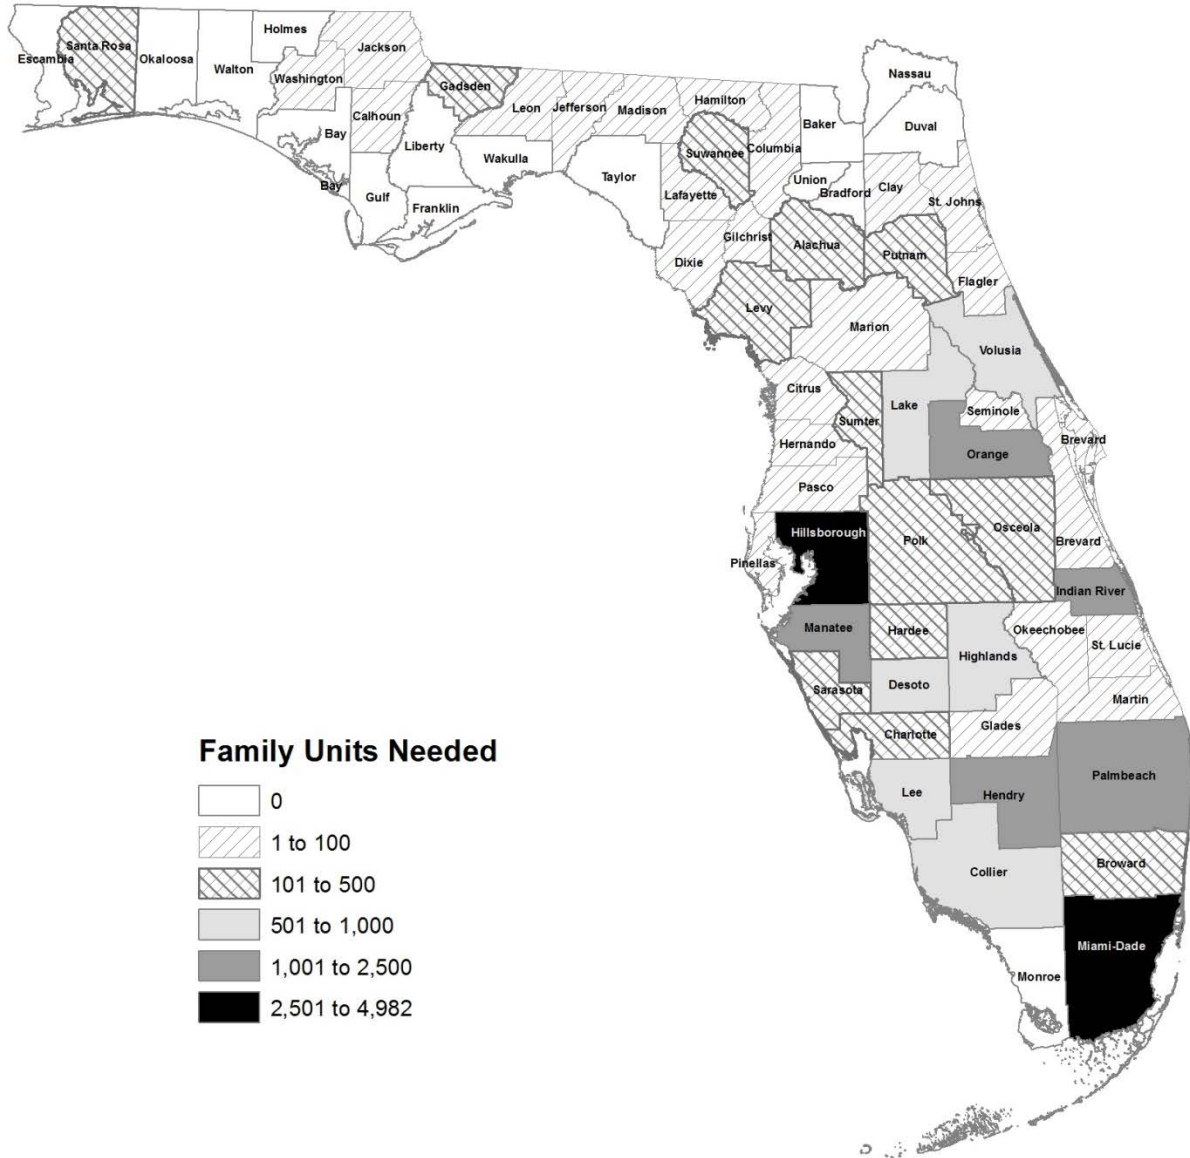 Holmes
Jackson
Santa Rosa
Escambia
Okaloosa
Walton
Washington
Gadsden
Nassau
Calhoun
Leon
Jefferson
Madison
Hamilton
Duval
Bay
Liberty
Wakulla
Suwannee
Columbia
Baker
Taylor
Bay
Gulf
Franklin
Lafayette
Union
Bradford
Clay
St. Johns
Gilchrist
Alachua
Putnam
Dixie
Flagler
Levy
Marion
Volusia
Citrus
Lake
Seminole
Sumter
Hernando
Brevard
Orange
Pasco
Hillsborough
Polk
Osceola
Brevard
Pinellas
Indian River
Manatee
Hardee
Okeechobee
St. Lucie
Highlands
Desoto
Sarasota
Martin
Glades
Charlotte
Family Units Needed
Palmbeach
Lee
Hendry
0
1 to 100
Broward
Collier
101 to 500
501 to 1,000
Miami-Dade
1,001 to 2,500
Monroe
2,501 to 4,982